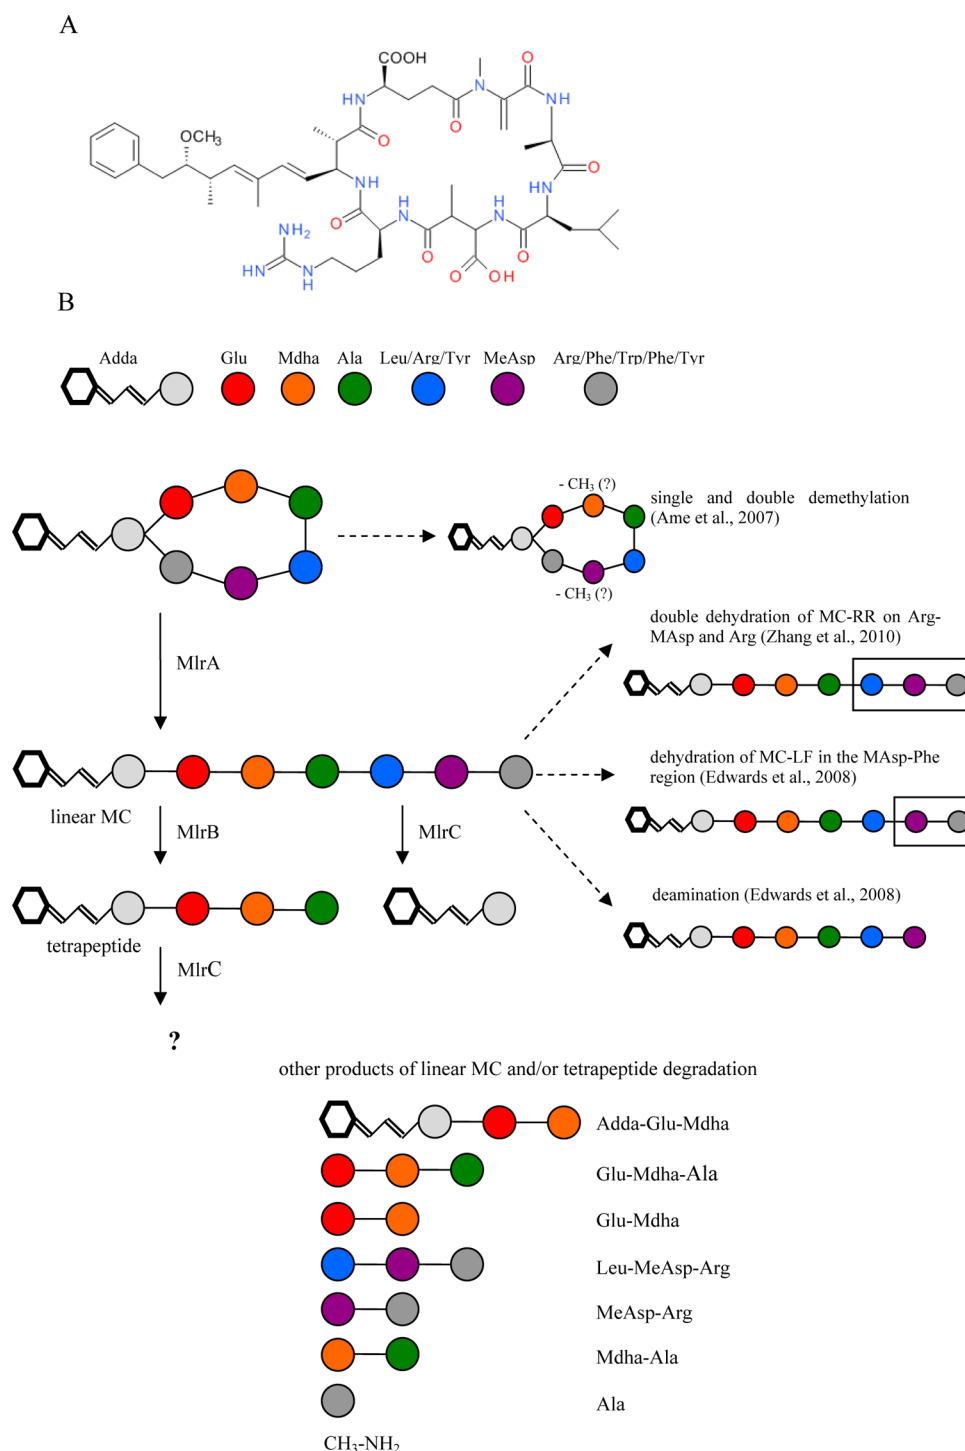 A
COOH
N
O
HN
NH
O
O
OCH3
O
NH
HN
O
H
N
H
N
NH2
O
O
O
HN
N
H
O
OH
B
Adda Glu Mdha Ala Leu/Arg/Tyr MeAsp Arg/Phe/Trp/Phe/Tyr
- CH3 (?)
single and double demethylation
(Ame et al., 2007)
- CH3 (?)
double dehydration of MC-RR on Arg-
MAsp and Arg (Zhang et al., 2010)
MlrA
dehydration of MC-LF in the MAsp-Phe
region (Edwards et al., 2008)
linear MC
MlrB
MlrC
deamination (Edwards et al., 2008)
tetrapeptide
MlrC
?
other products of linear MC and/or tetrapeptide degradation
Adda-Glu-Mdha
Glu-Mdha-Ala
Glu-Mdha
Leu-MeAsp-Arg
MeAsp-Arg
Mdha-Ala
Ala
CH3-NH2